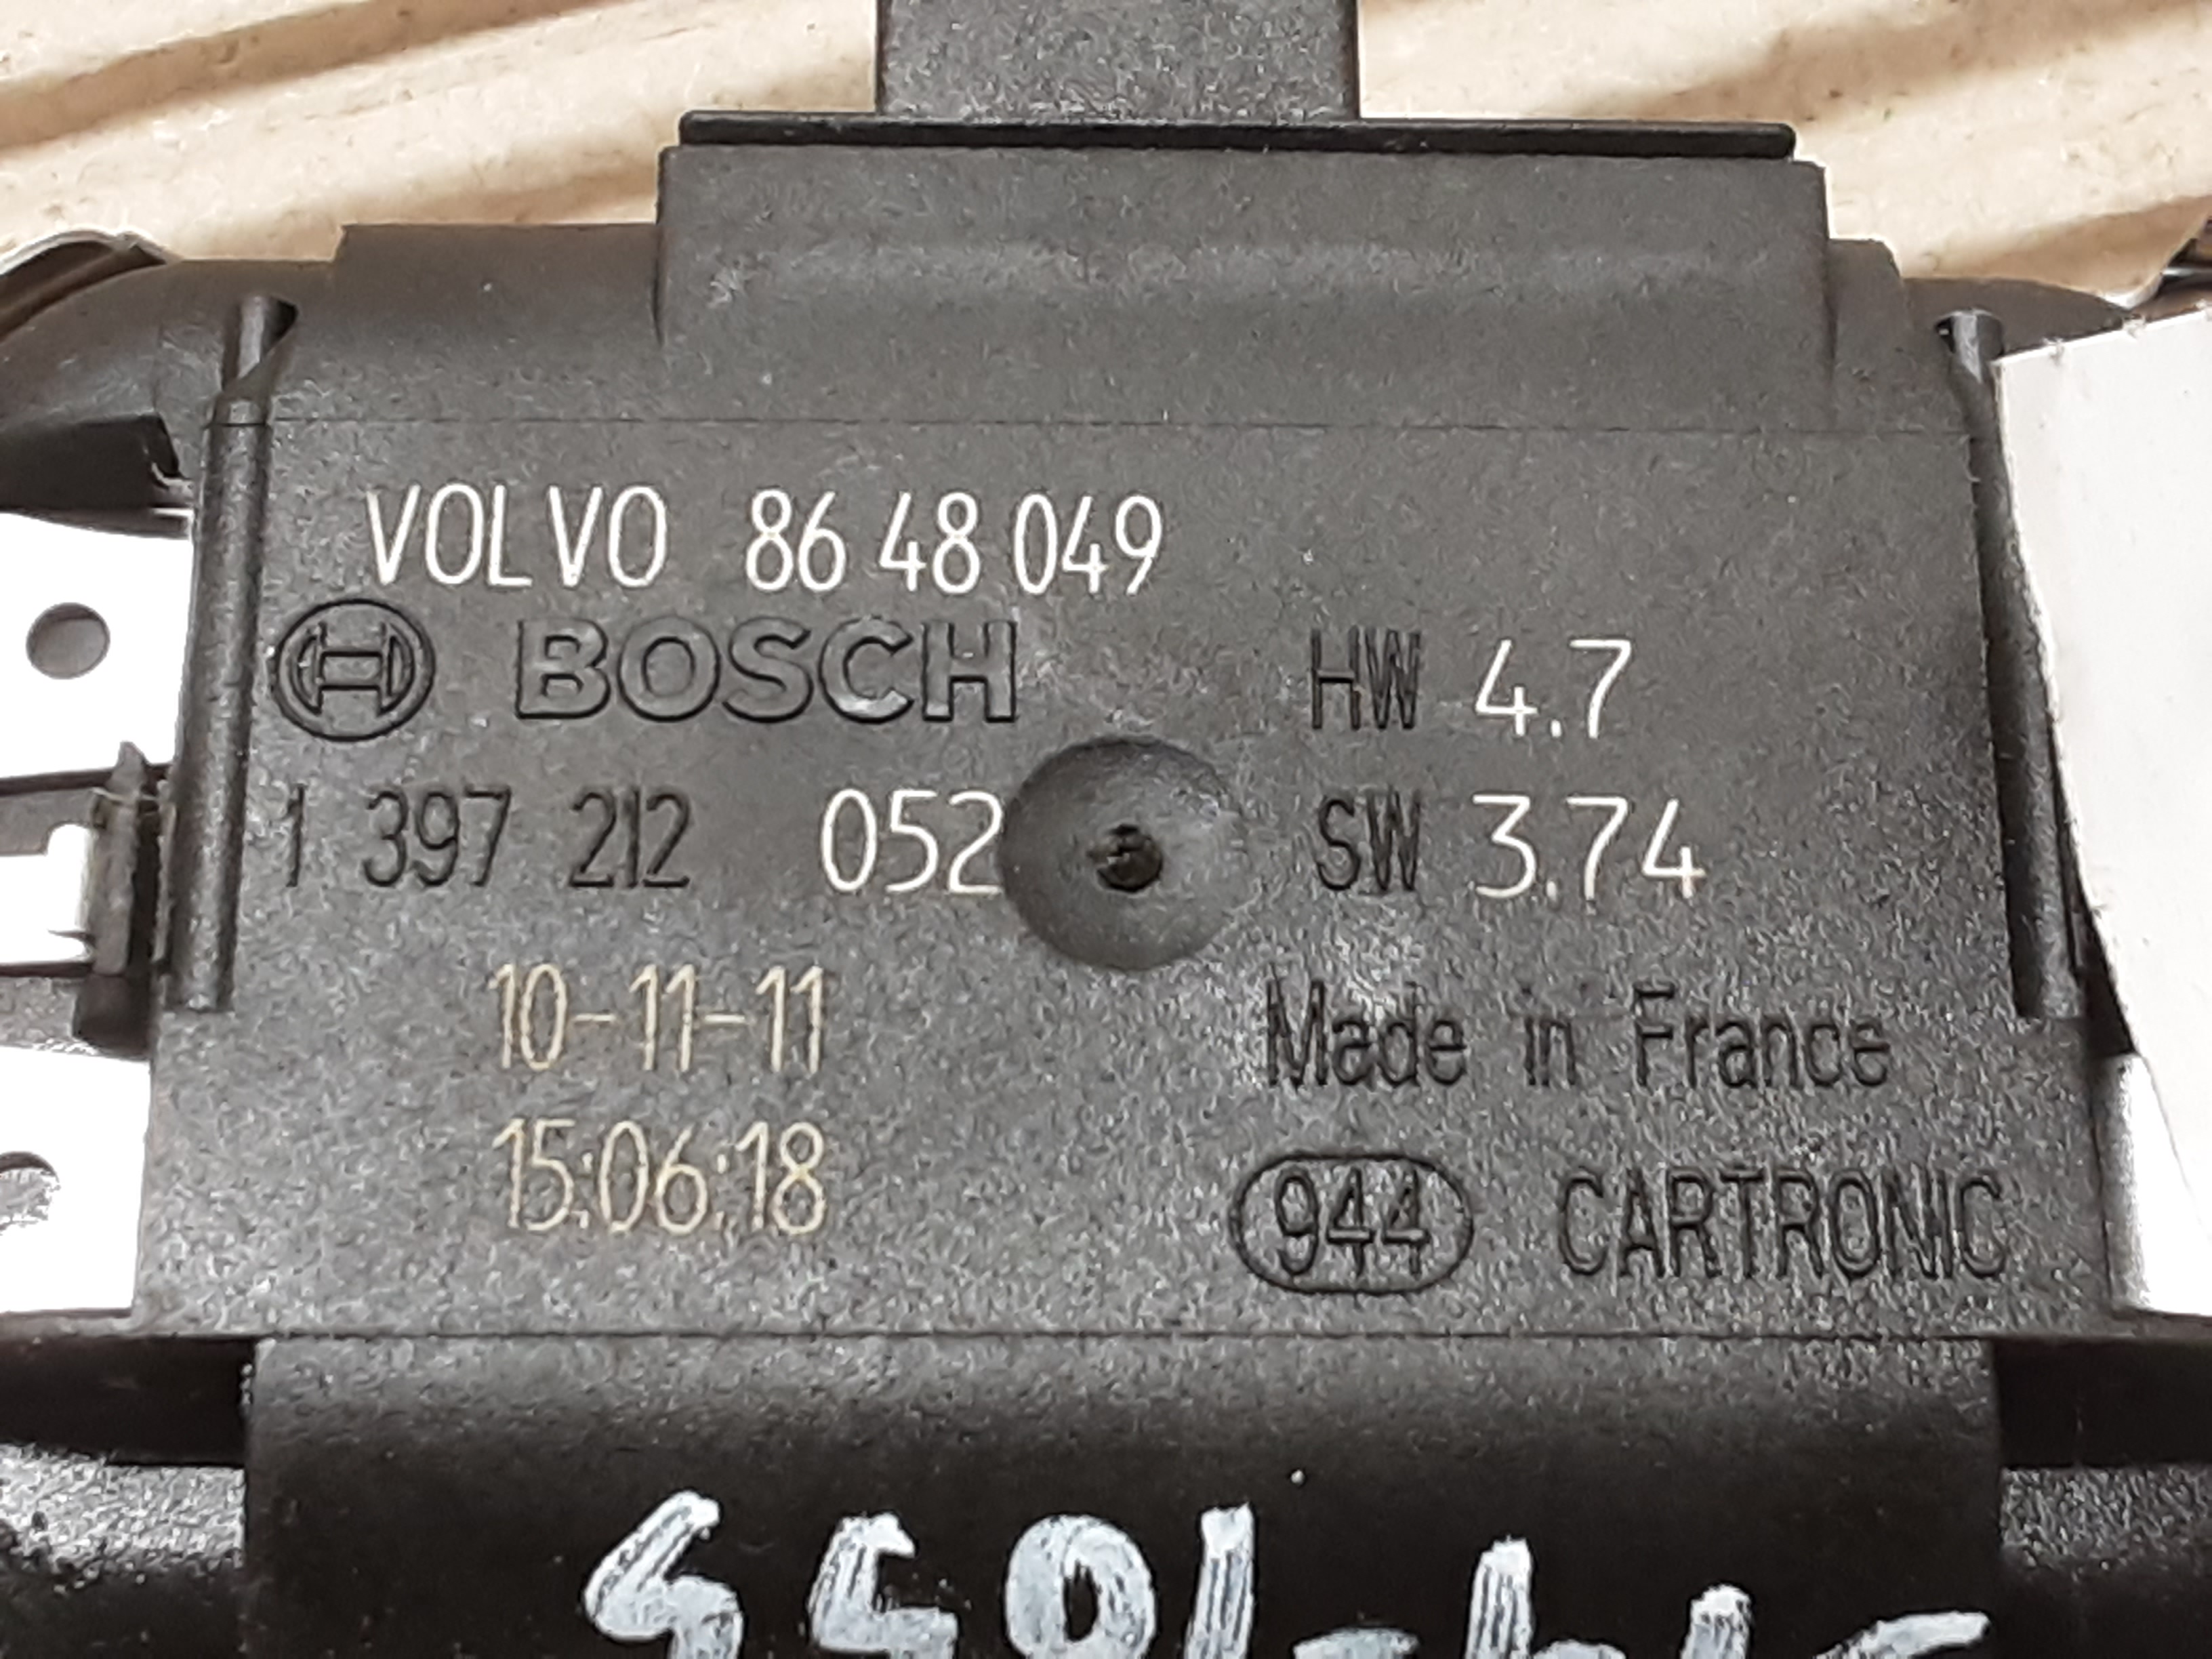 VOLVO 86 48 049
BOSCH HW 4.7
1 397 212 052 SW 3.74
10-11-11 Made in France
15:06:18 944 CARTRONIC